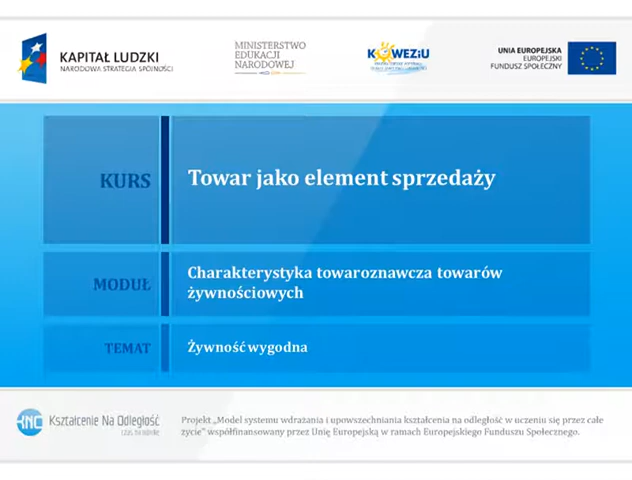 KAPITAŁ LUDZKI
NARODOWA STRATEGIA SPÓJNOŚCI
MINISTERSTWO
EDUKACJI
NARODOWEJ
KOWEZiU
UNIA EUROPEJSKA
EUROPEJSKI
FUNDUSZ SPOŁECZNY
KURS
Towar jako element sprzedaży
MODUŁ
Charakterystyka towaroznawcza towarów
żywnościowych
TEMAT
Żywność wygodna
KNO
Kształcenie Na Odległość
Projekt „Model systemu wdrażania i upowszechniania kształcenia na odległość w uczeniu się przez całe
życie” współfinansowany przez Unię Europejską w ramach Europejskiego Funduszu Społecznego.